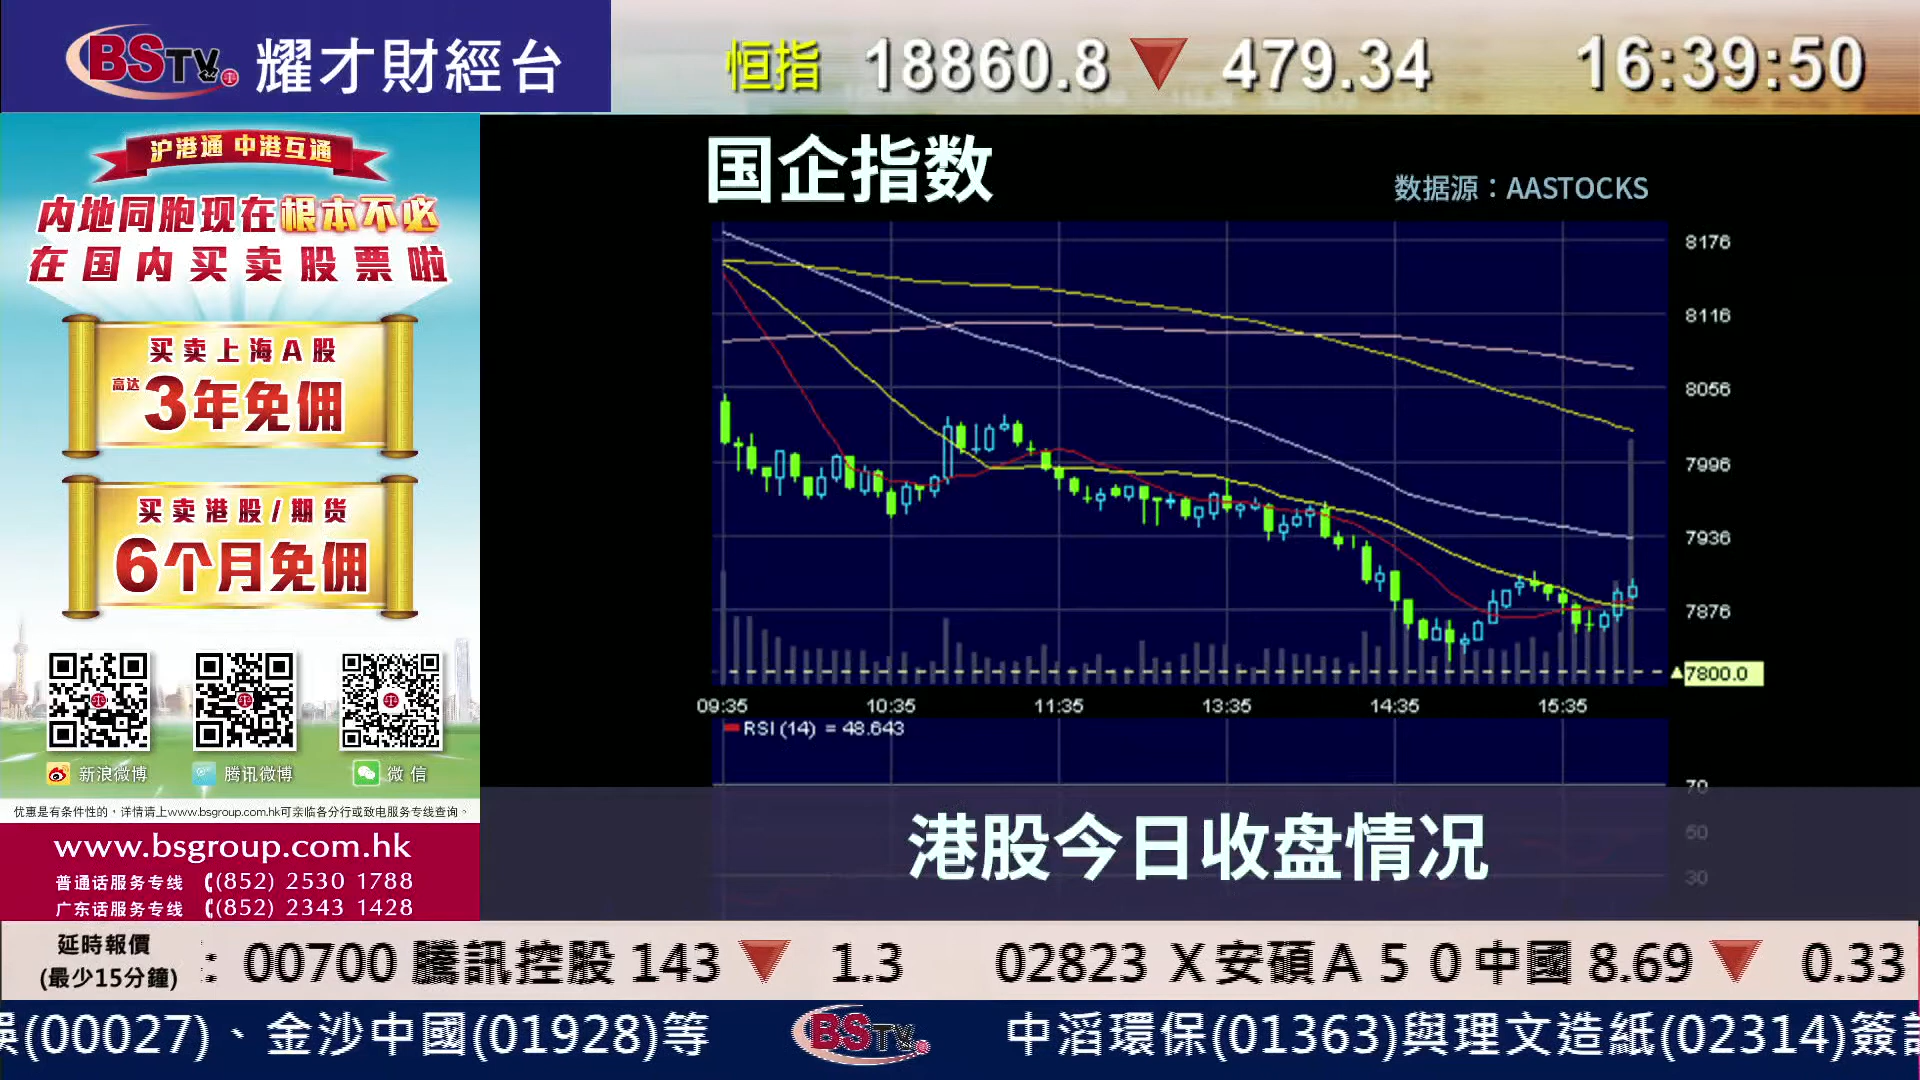 BSTV 耀才財經台
恒指 18860.8 ▼ 479.34 16:39:50
沪港通 中港互通
内地同胞现在根本不必
在国内买卖股票啦
买卖上海A股
高达3年免佣
买卖港股/期货
6个月免佣
新浪微博 腾讯微博 微信
优惠是有条件性的，详情请上www.bsgroup.com.hk可亲临各分行或致电服务专线查询。
www.bsgroup.com.hk
普通话服务专线 (852) 2530 1788
广东话服务专线 (852) 2343 1428
国企指数
数据源：AASTOCKS
8176
8116
8056
7996
7936
7876
7800.0
09:35 10:35 11:35 13:35 14:35 15:35
RSI (14) = 48.643
70
50
30
港股今日收盘情况
延時報價
(最少15分鐘)
: 00700 騰訊控股 143 ▼ 1.3 02823 X安碩A50中國 8.69 ▼ 0.33
(00027)、金沙中國(01928)等 BSTV 中滔環保(01363)與理文造紙(02314)簽